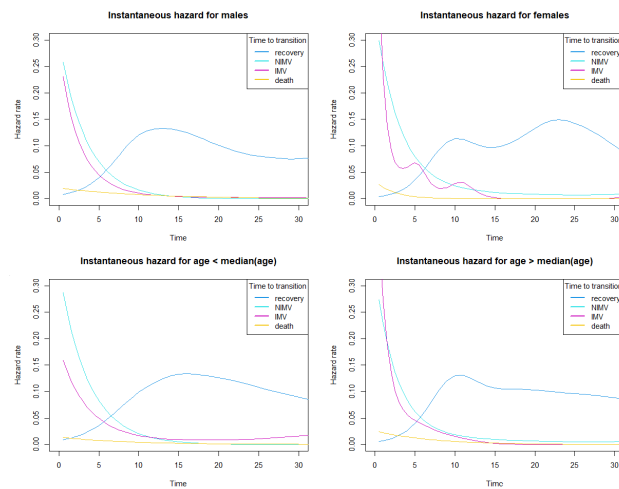 Instantaneous hazard for males
Hazard rate
0.00 0.05 0.10 0.15 0.20 0.25 0.30
Time to transition
recovery
NIMV
IMV
death
0 5 10 15 20 25 30
Time
Instantaneous hazard for females
Hazard rate
0.00 0.05 0.10 0.15 0.20 0.25 0.30
Time to transition
recovery
NIMV
IMV
death
0 5 10 15 20 25 30
Time
Instantaneous hazard for age < median(age)
Hazard rate
0.00 0.05 0.10 0.15 0.20 0.25 0.30
Time to transition
recovery
NIMV
IMV
death
0 5 10 15 20 25 30
Time
Instantaneous hazard for age > median(age)
Hazard rate
0.00 0.05 0.10 0.15 0.20 0.25 0.30
Time to transition
recovery
NIMV
IMV
death
0 5 10 15 20 25 30
Time